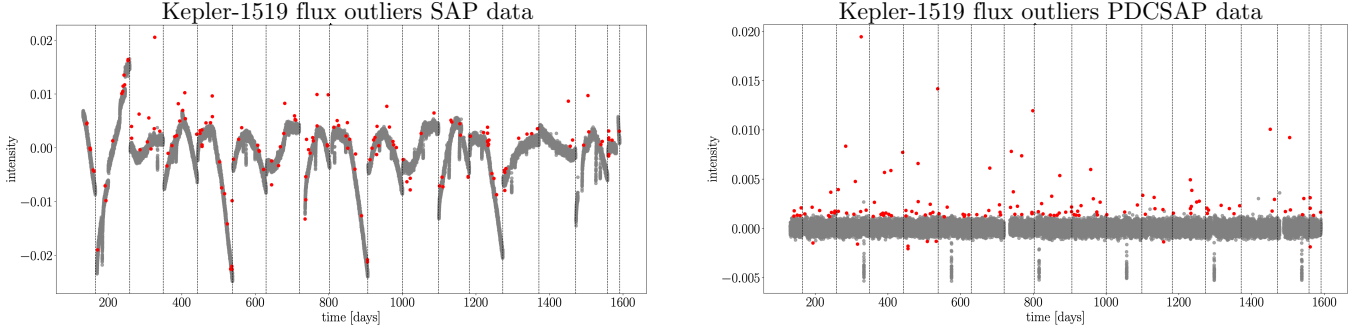 Kepler-1519 flux outliers SAP data
0.02
0.01
0.00
−0.01
−0.02
intensity
200 400 600 800 1000 1200 1400 1600
time [days]
Kepler-1519 flux outliers PDCSAP data
0.020
0.015
0.010
0.005
0.000
−0.005
intensity
200 400 600 800 1000 1200 1400 1600
time [days]